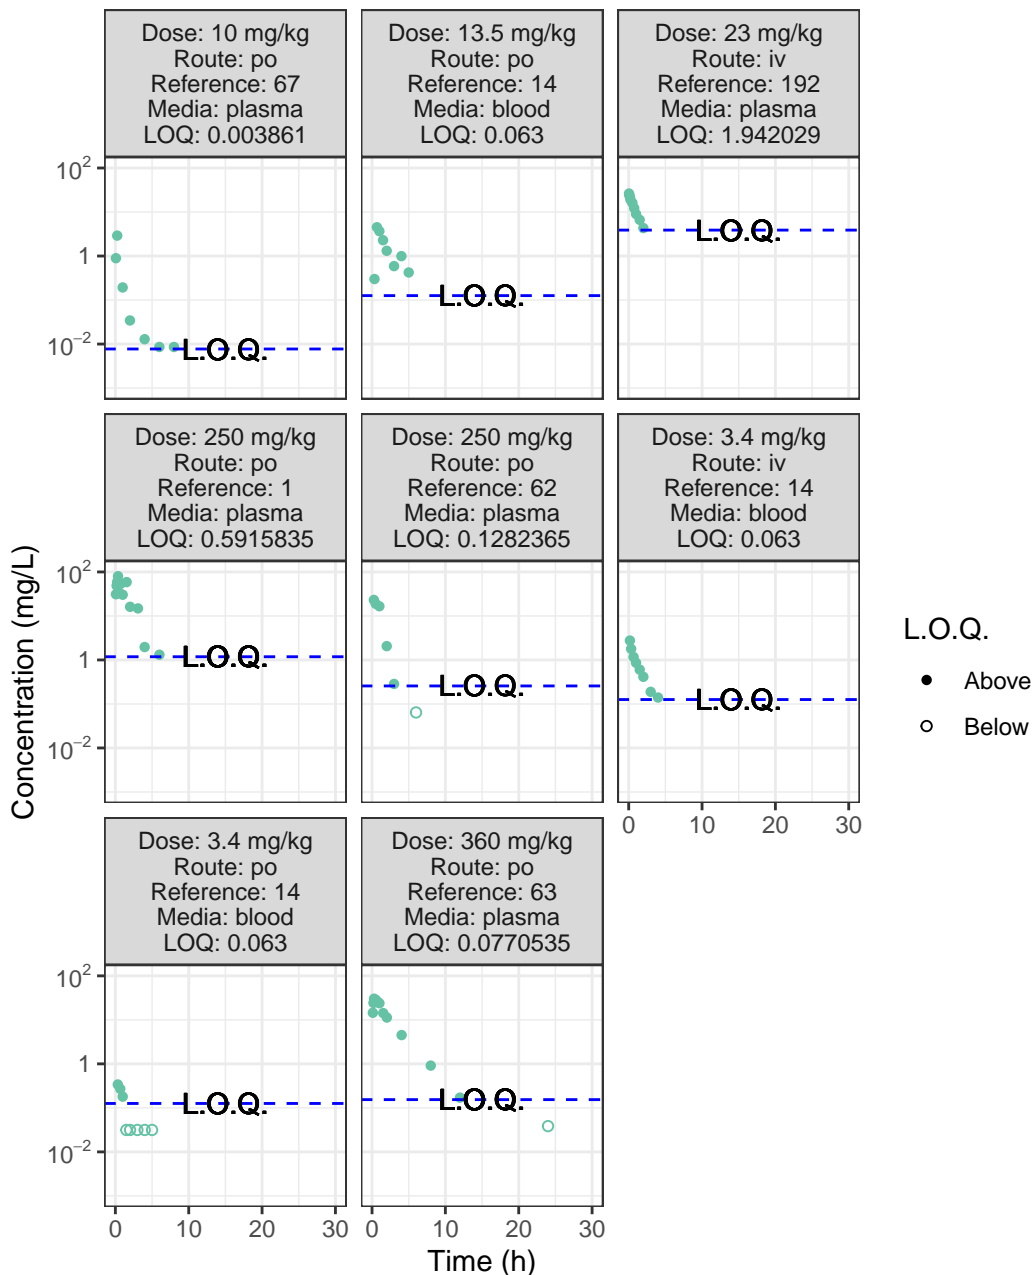 Dose: 10 mg/kg
Route: po
Reference: 67
Media: plasma
LOQ: 0.003861
Dose: 13.5 mg/kg
Route: po
Reference: 14
Media: blood
LOQ: 0.063
Dose: 23 mg/kg
Route: iv
Reference: 192
Media: plasma
LOQ: 1.942029
10²
1
10⁻²
L.O.Q.
L.O.Q.
L.O.Q.
Dose: 250 mg/kg
Route: po
Reference: 1
Media: plasma
LOQ: 0.5915835
Dose: 250 mg/kg
Route: po
Reference: 62
Media: plasma
LOQ: 0.1282365
Dose: 3.4 mg/kg
Route: iv
Reference: 14
Media: blood
LOQ: 0.063
10²
1
10⁻²
L.O.Q.
L.O.Q.
L.O.Q.
0 10 20 30
Dose: 3.4 mg/kg
Route: po
Reference: 14
Media: blood
LOQ: 0.063
Dose: 360 mg/kg
Route: po
Reference: 63
Media: plasma
LOQ: 0.0770535
10²
1
10⁻²
L.O.Q.
L.O.Q.
0 10 20 30
0 10 20 30
Time (h)
Concentration (mg/L)
L.O.Q.
Above
Below